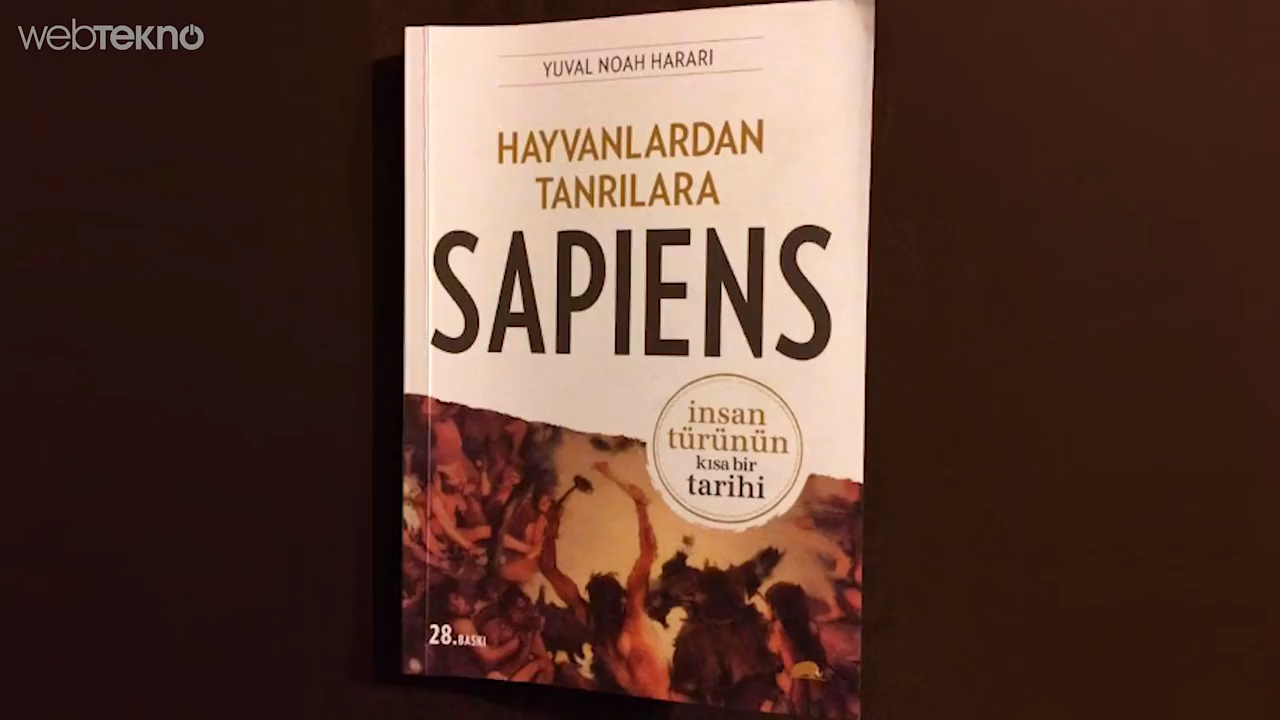 webTEKNO
YUVAL NOAH HARARI
HAYVANLARDAN
TANRILARA
SAPIENS
insan
türünün
kısa bir
tarihi
28.BASKI